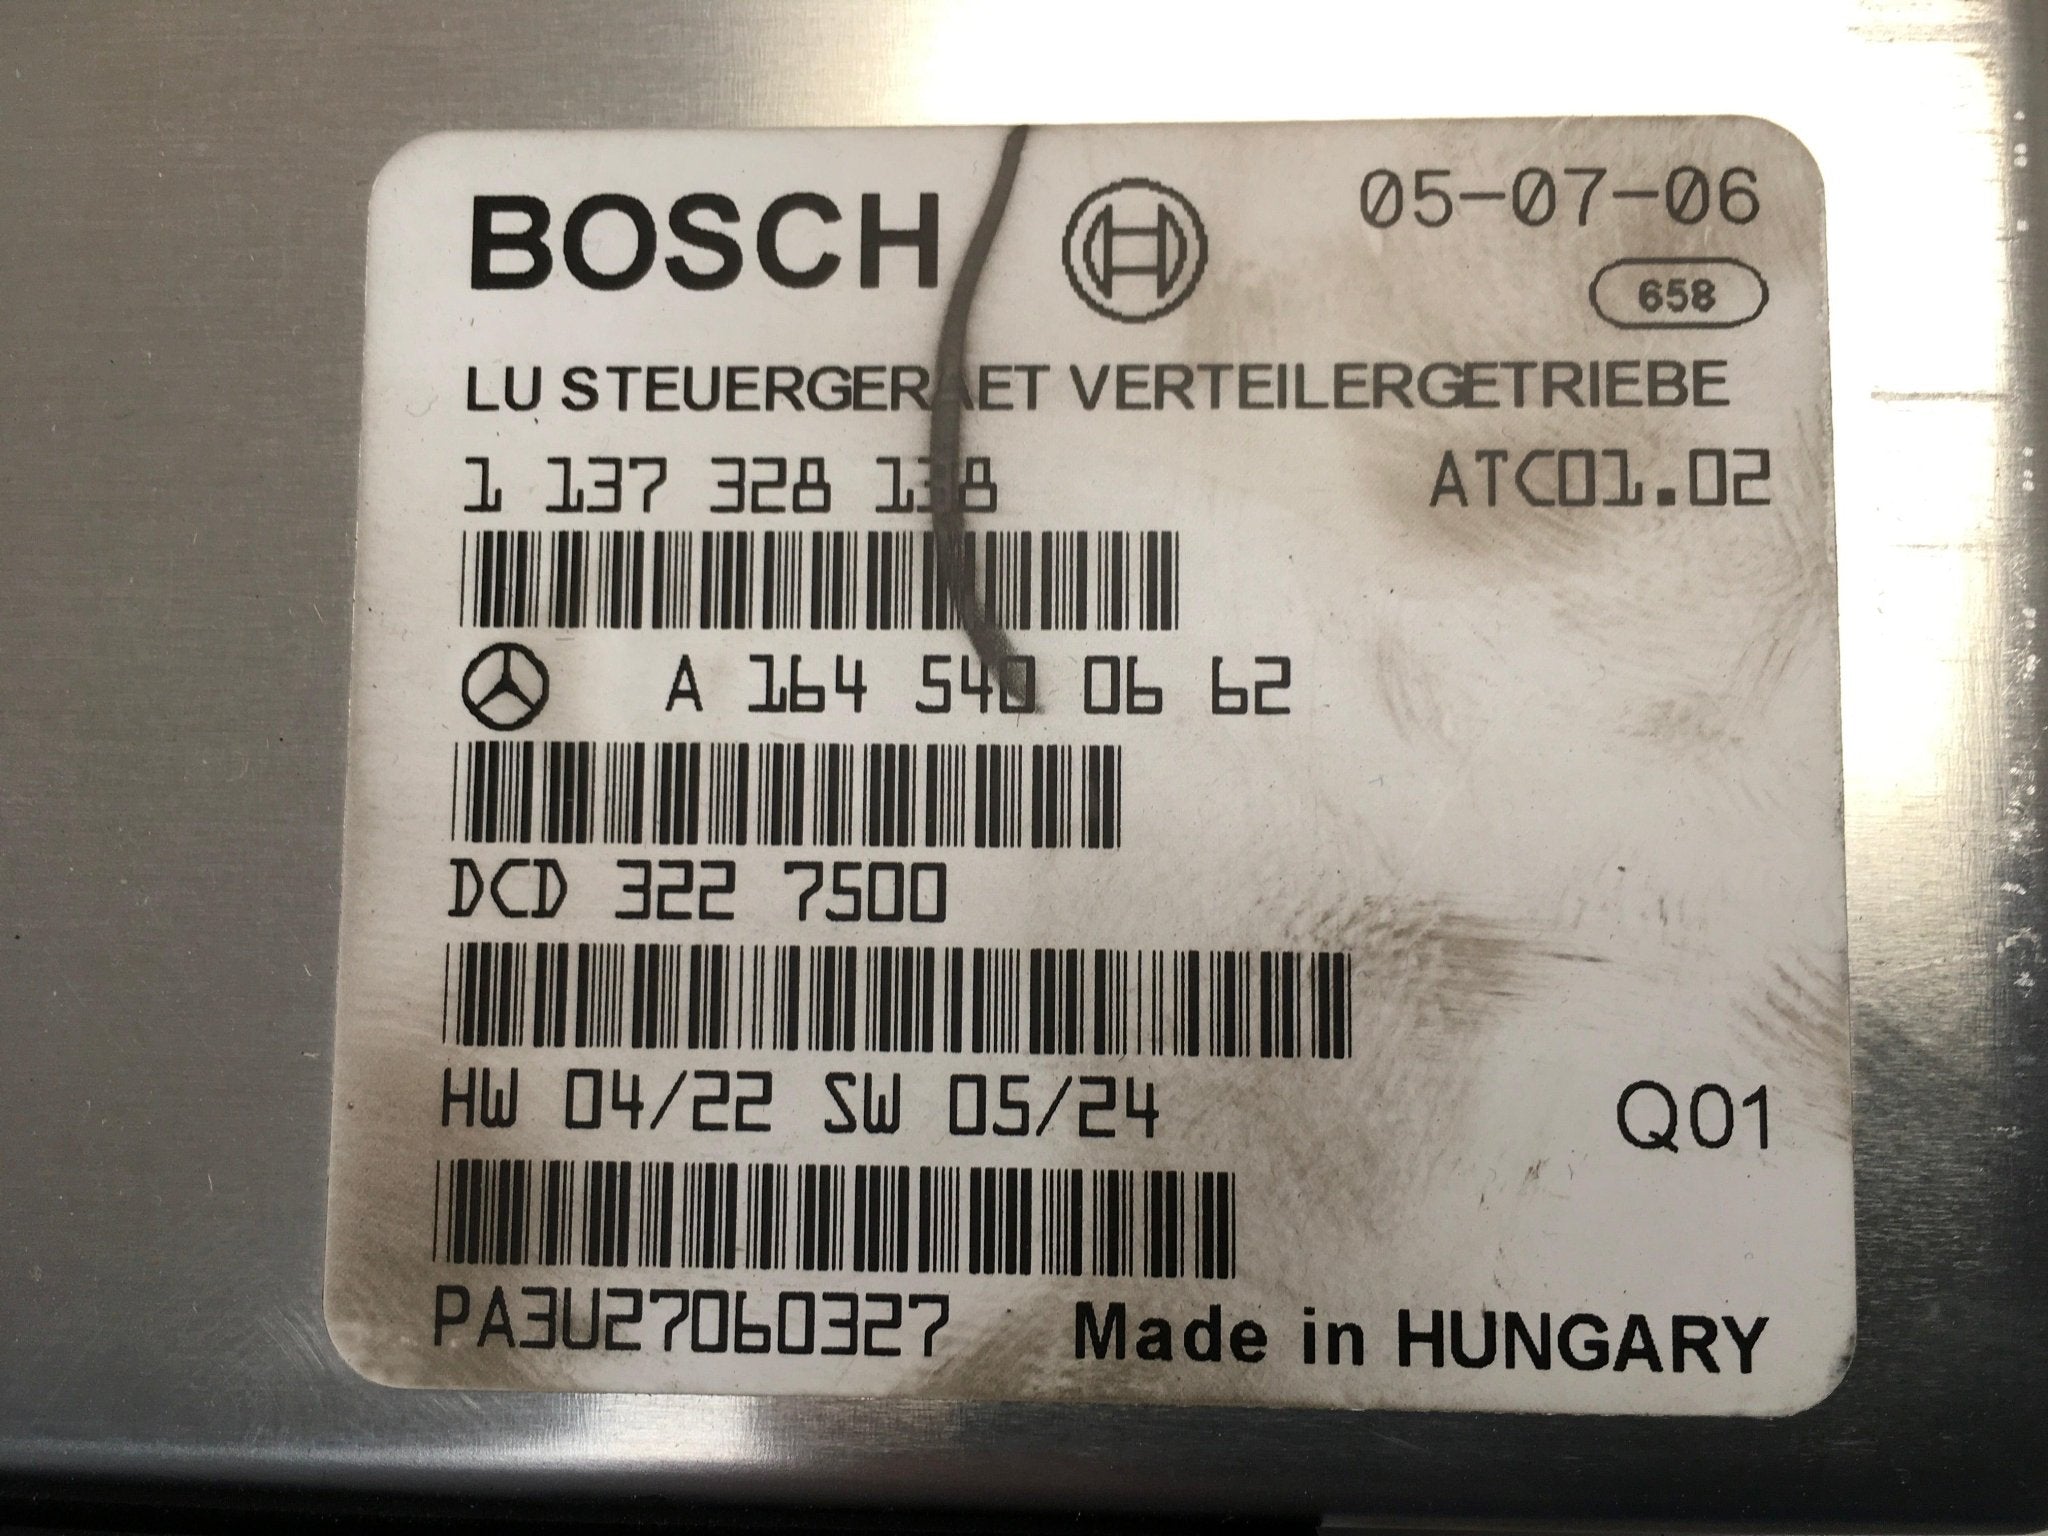 BOSCH 05-07-06
658
LU STEUERGERAET VERTEILERGETRIEBE
1 137 328 138 ATC01.02
A 164 540 06 62
DCD 322 7500
HW 04/22 SW 05/24 Q01
PA3U27060327 Made in HUNGARY